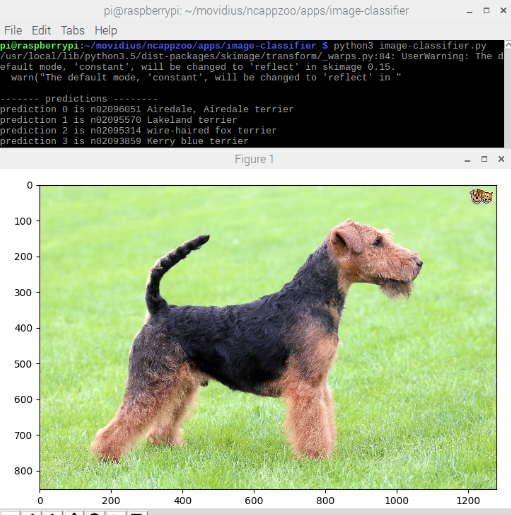 pi@raspberrypi: ~/movidius/ncappzoo/apps/image-classifier
File Edit Tabs Help
pi@raspberrypi:~/movidius/ncappzoo/apps/image-classifier $ python3 image-classifier.py
/usr/local/lib/python3.5/dist-packages/skimage/transform/_warps.py:84: UserWarning: The d
efault mode, 'constant', will be changed to 'reflect' in skimage 0.15.
warn("The default mode, 'constant', will be changed to 'reflect' in "
------- predictions --------
prediction 0 is n02096051 Airedale, Airedale terrier
prediction 1 is n02095570 Lakeland terrier
prediction 2 is n02095314 wire-haired fox terrier
prediction 3 is n02093859 Kerry blue terrier
Figure 1
0
100
200
300
400
500
600
700
800
0 200 400 600 800 1000 1200